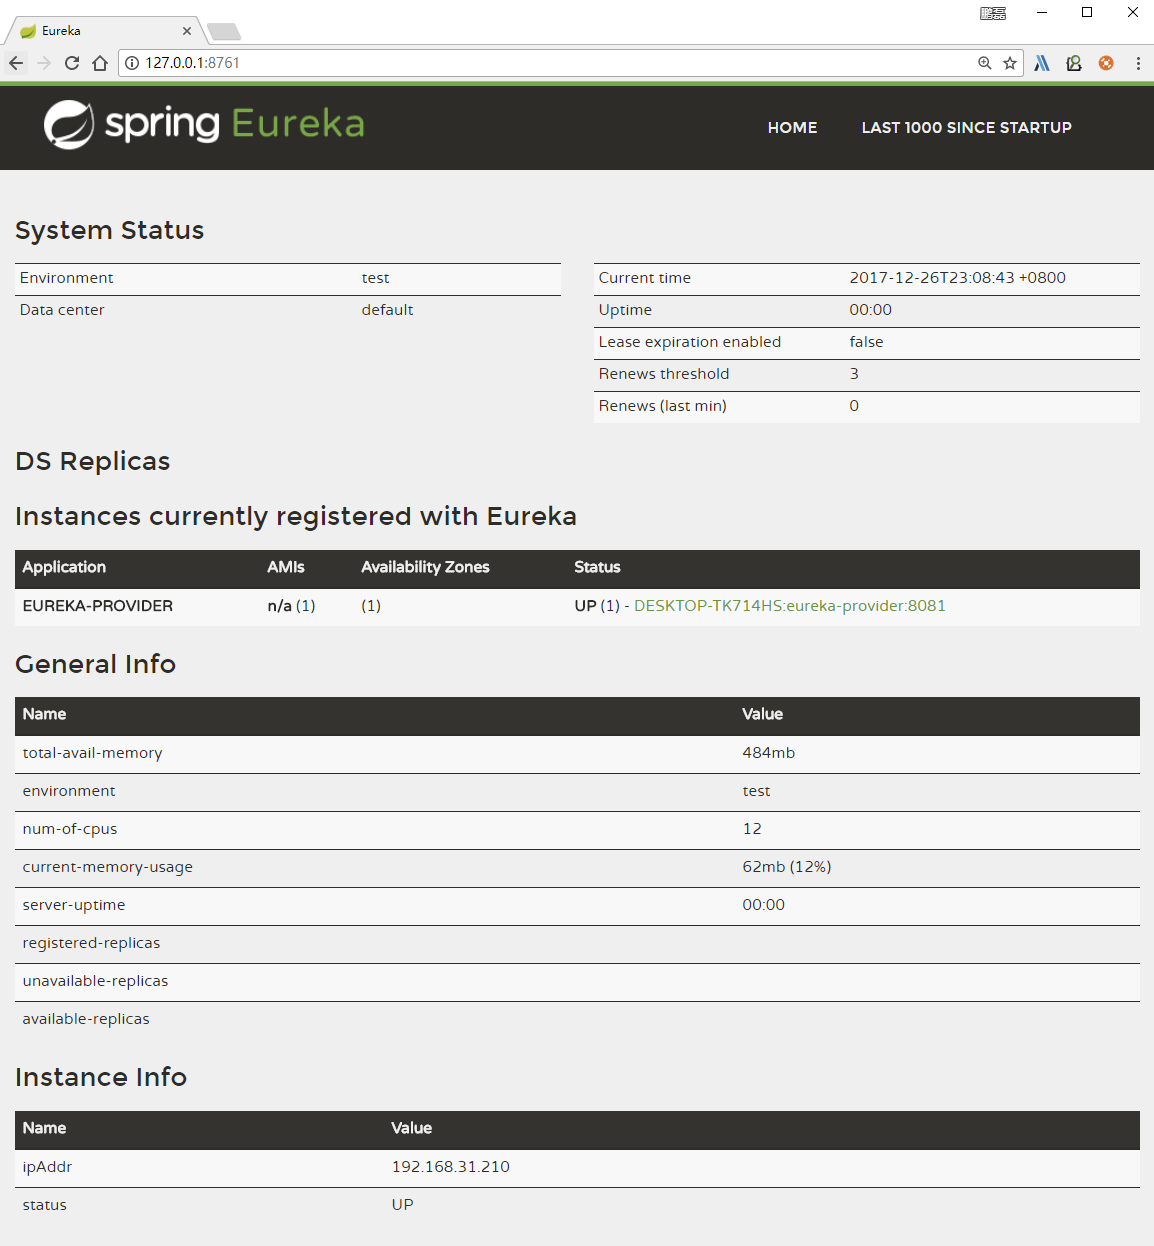 Eureka
127.0.0.1:8761
spring Eureka
HOME LAST 1000 SINCE STARTUP
System Status
Environment test
Data center default
Current time 2017-12-26T23:08:43 +0800
Uptime 00:00
Lease expiration enabled false
Renews threshold 3
Renews (last min) 0
DS Replicas
Instances currently registered with Eureka
Application AMIs Availability Zones Status
EUREKA-PROVIDER n/a (1) (1) UP (1) - DESKTOP-TK714HS:eureka-provider:8081
General Info
Name Value
total-avail-memory 484mb
environment test
num-of-cpus 12
current-memory-usage 62mb (12%)
server-uptime 00:00
registered-replicas
unavailable-replicas
available-replicas
Instance Info
Name Value
ipAddr 192.168.31.210
status UP